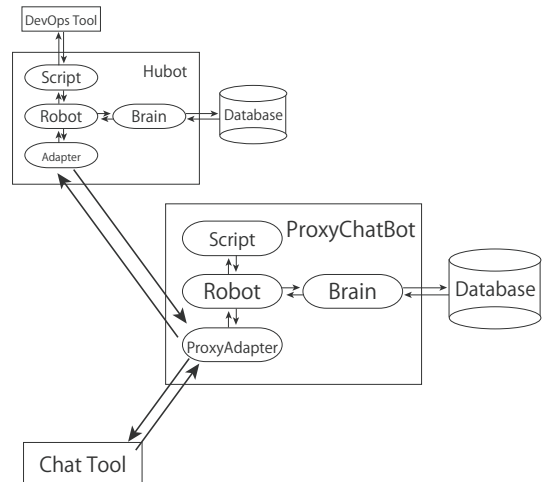 DevOps Tool
Hubot
Script
Robot
Brain
Database
Adapter
ProxyChatBot
Script
Robot
Brain
Database
ProxyAdapter
Chat Tool